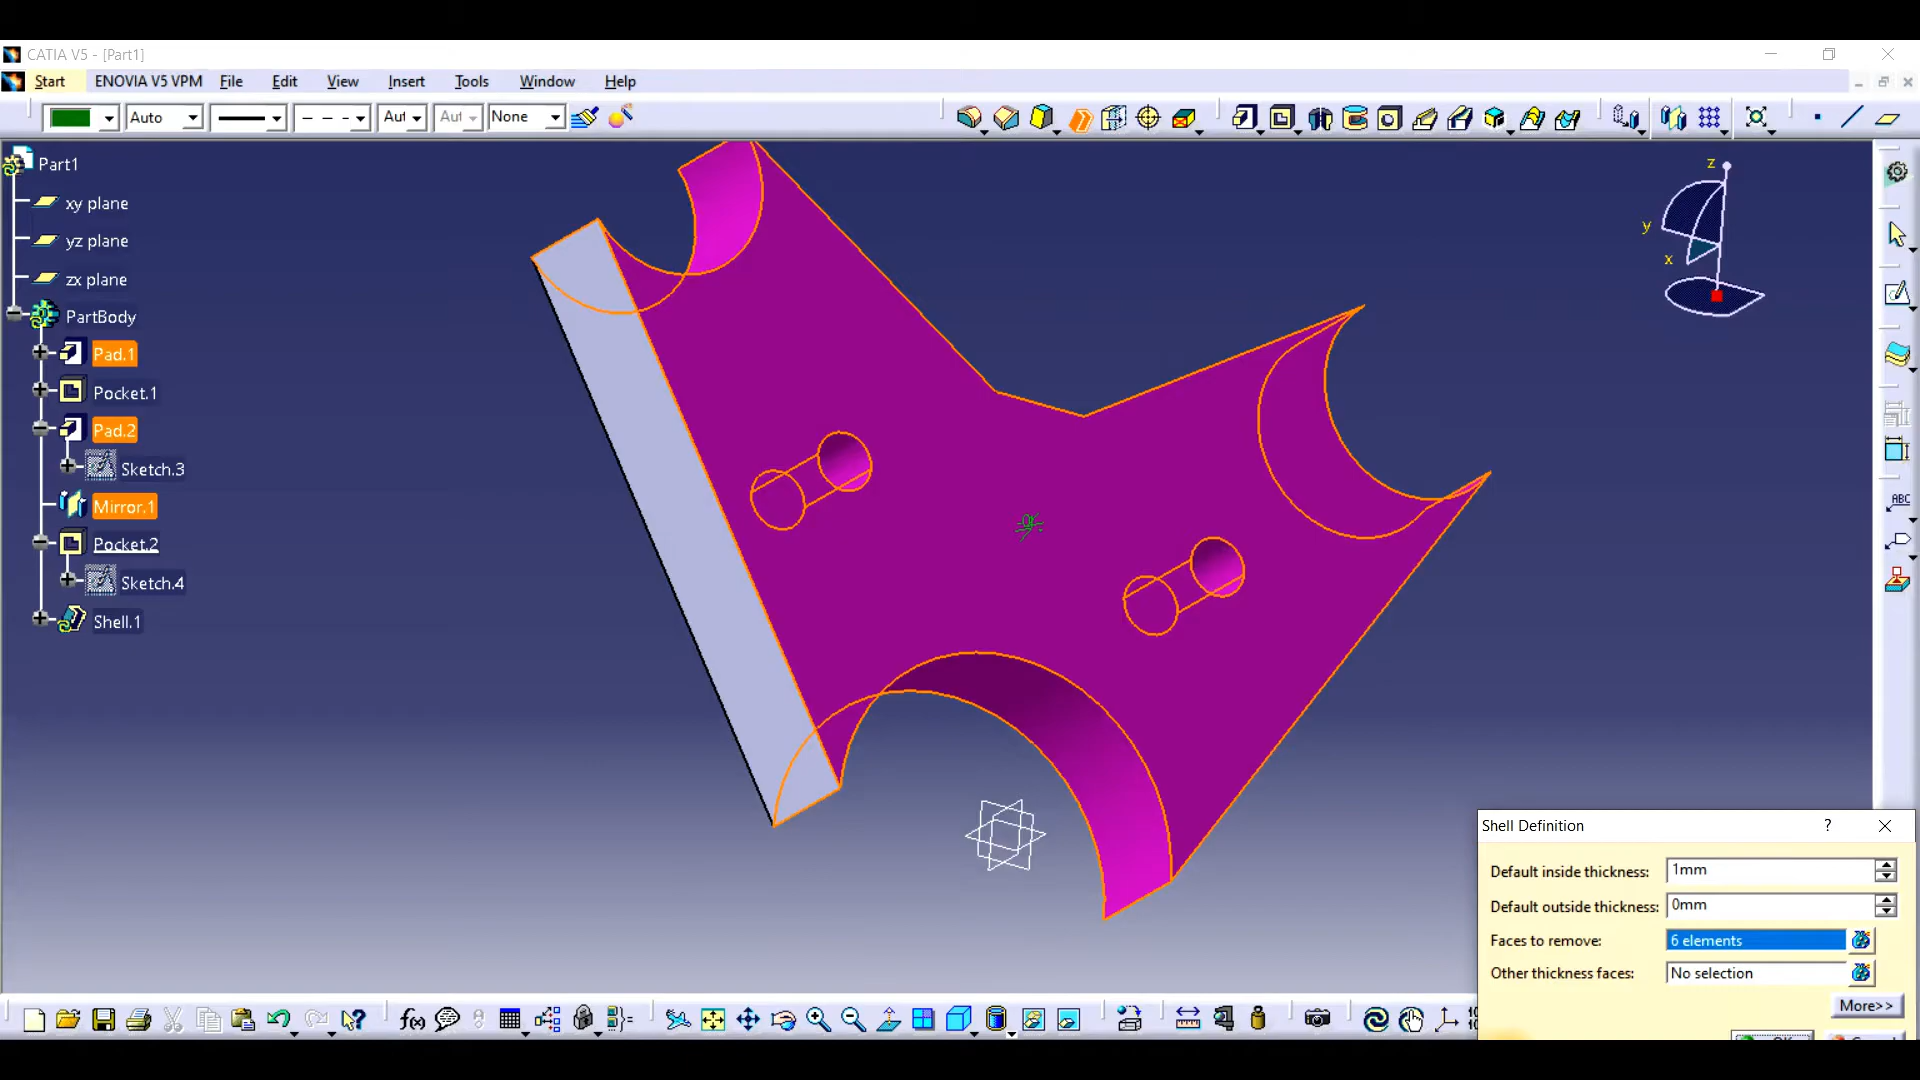 CATIA V5 - [Part1]
Start ENOVIA V5 VPM File Edit View Insert Tools Window Help
Auto Aut Aut None
Part1
xy plane
yz plane
zx plane
PartBody
Pad.1
Pocket.1
Pad.2
Sketch.3
Mirror.1
Pocket.2
Sketch.4
Shell.1
z
y
x
ABC
Shell Definition ?
Default inside thickness: 1mm
Default outside thickness: 0mm
Faces to remove: 6 elements
Other thickness faces: No selection
More>>
f(x)